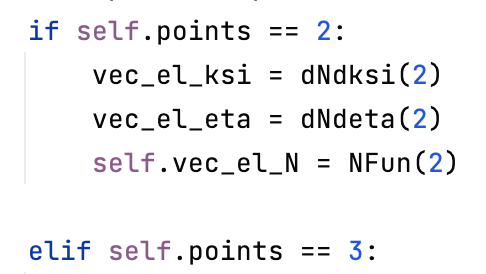 if self.points == 2:
    vec_el_ksi = dNdksi(2)
    vec_el_eta = dNdeta(2)
    self.vec_el_N = NFun(2)

elif self.points == 3: